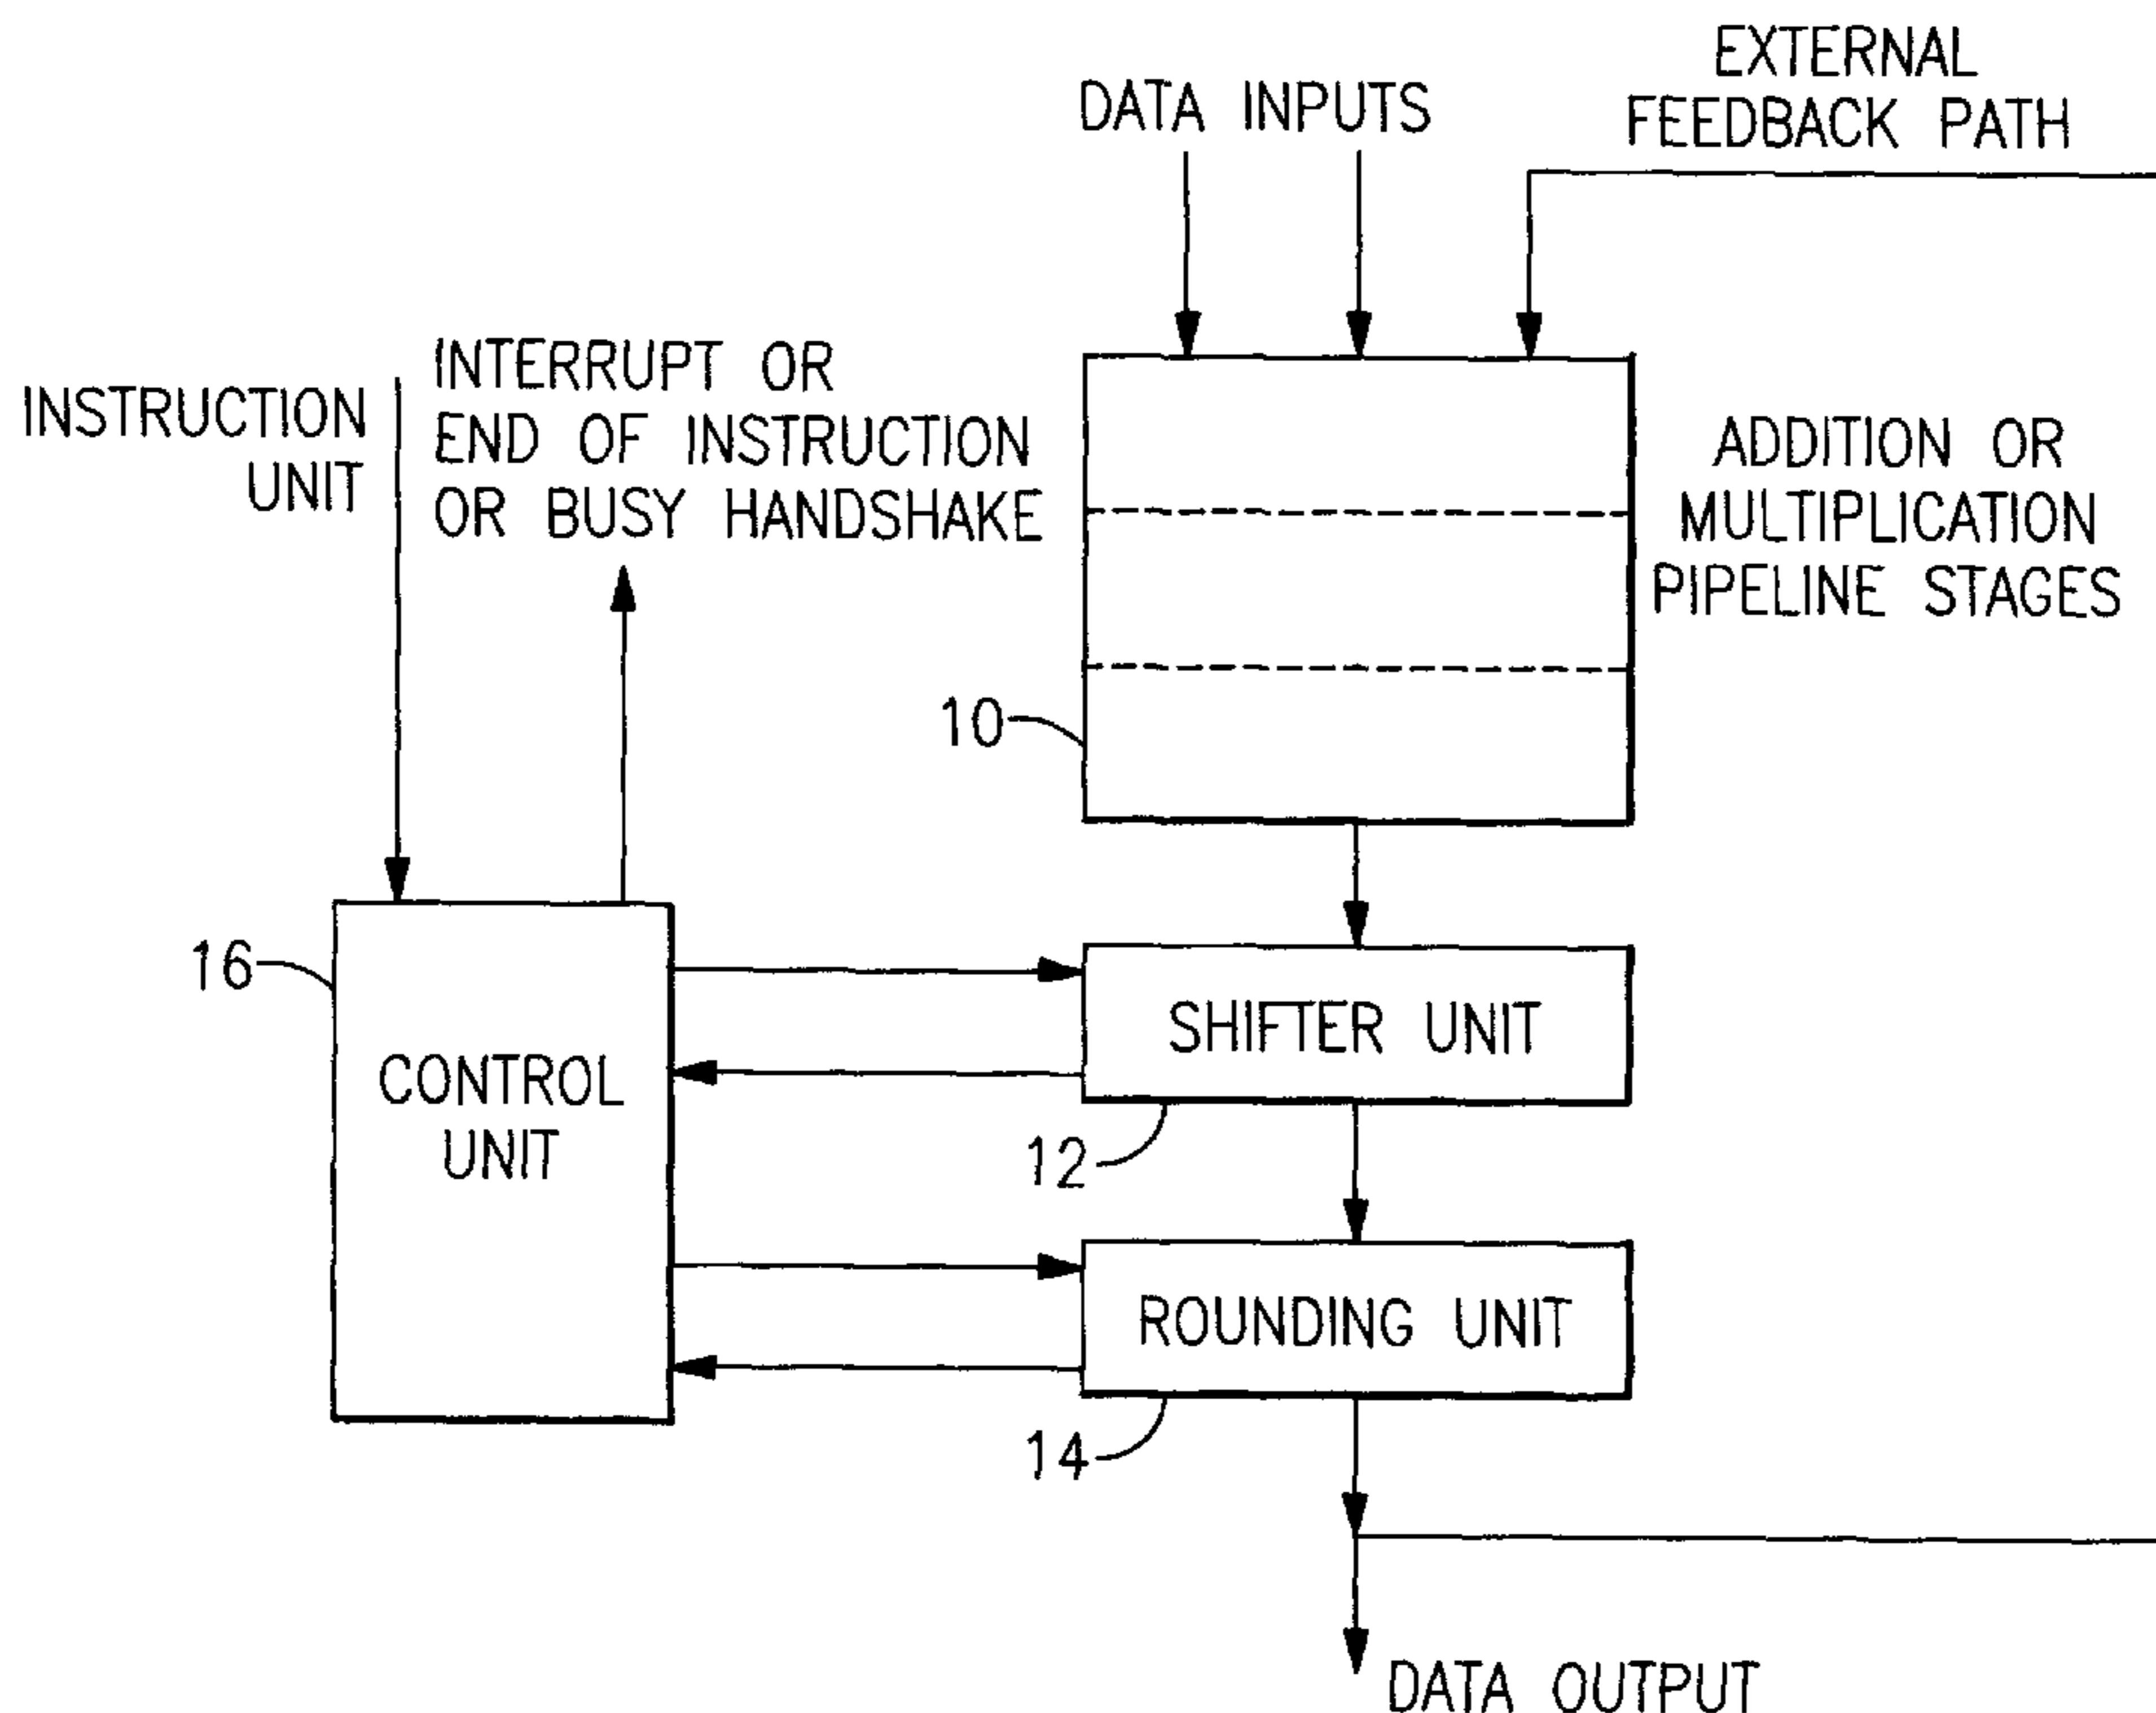 EXTERNAL
FEEDBACK PATH
DATA INPUTS
INSTRUCTION
UNIT
INTERRUPT OR
END OF INSTRUCTION
OR BUSY HANDSHAKE
ADDITION OR
MULTIPLICATION
PIPELINE STAGES
10
16
CONTROL
UNIT
SHIFTER UNIT
12
ROUNDING UNIT
14
DATA OUTPUT